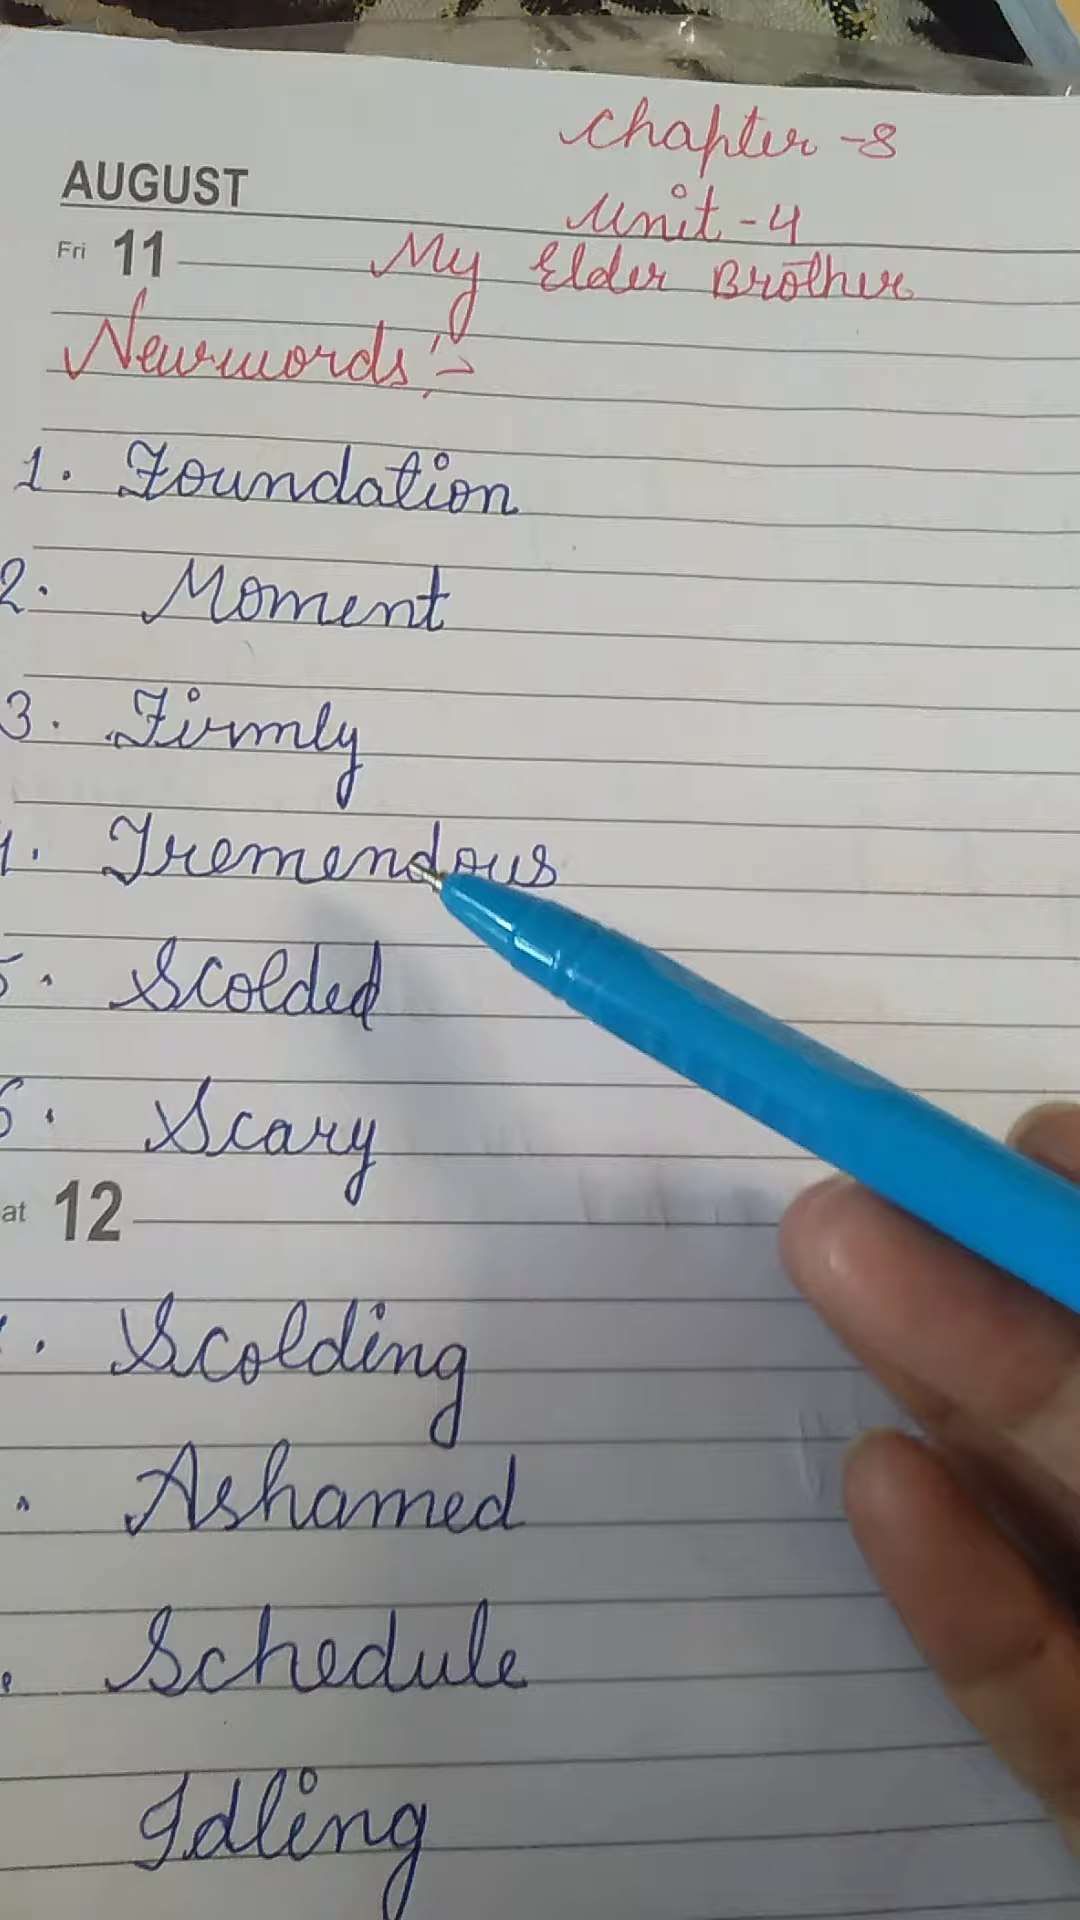 Chapter -8
AUGUST
Unit -4
Fri 11
My Elder Brother
Newwords:-
1. Foundation
2. Moment
3. Firmly
4. Tremendous
5. Scolded
6. Scary
at 12
. Scolding
. Ashamed
. Schedule
Idling